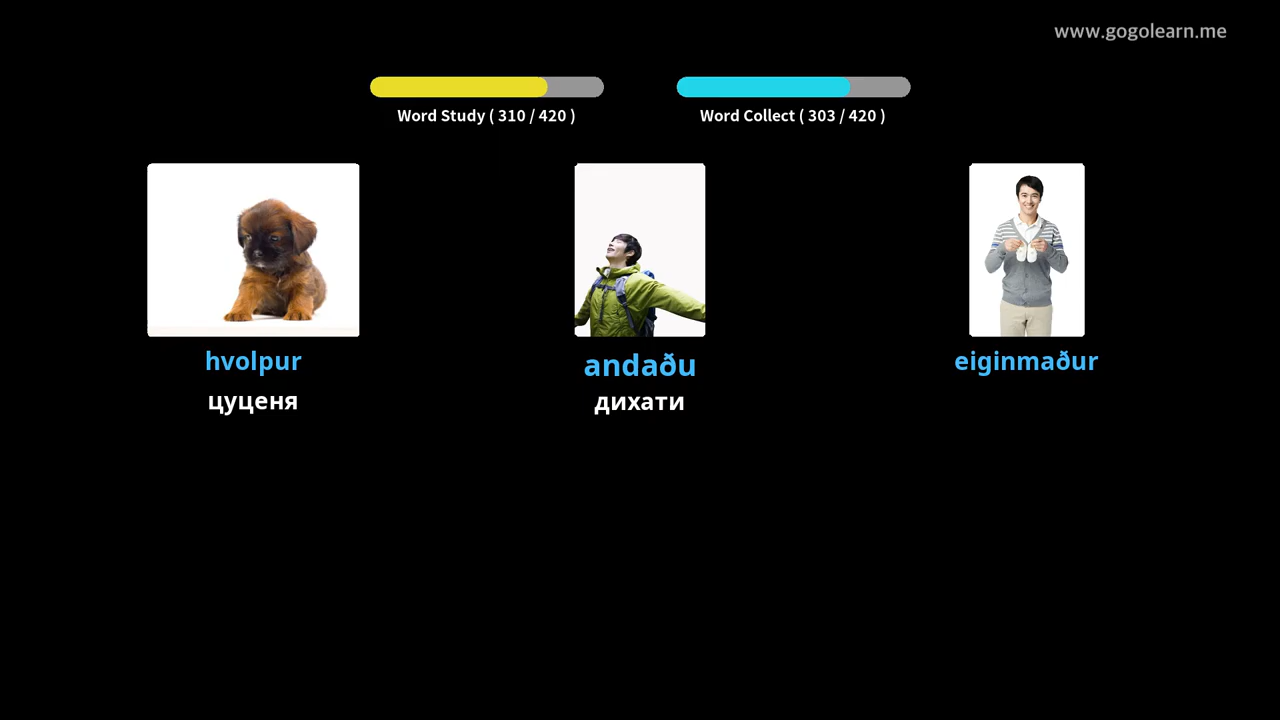 www.gogolearn.me
Word Study ( 310 / 420 )
Word Collect ( 303 / 420 )
hvolpur
цуценя
andaðu
дихати
eiginmaður